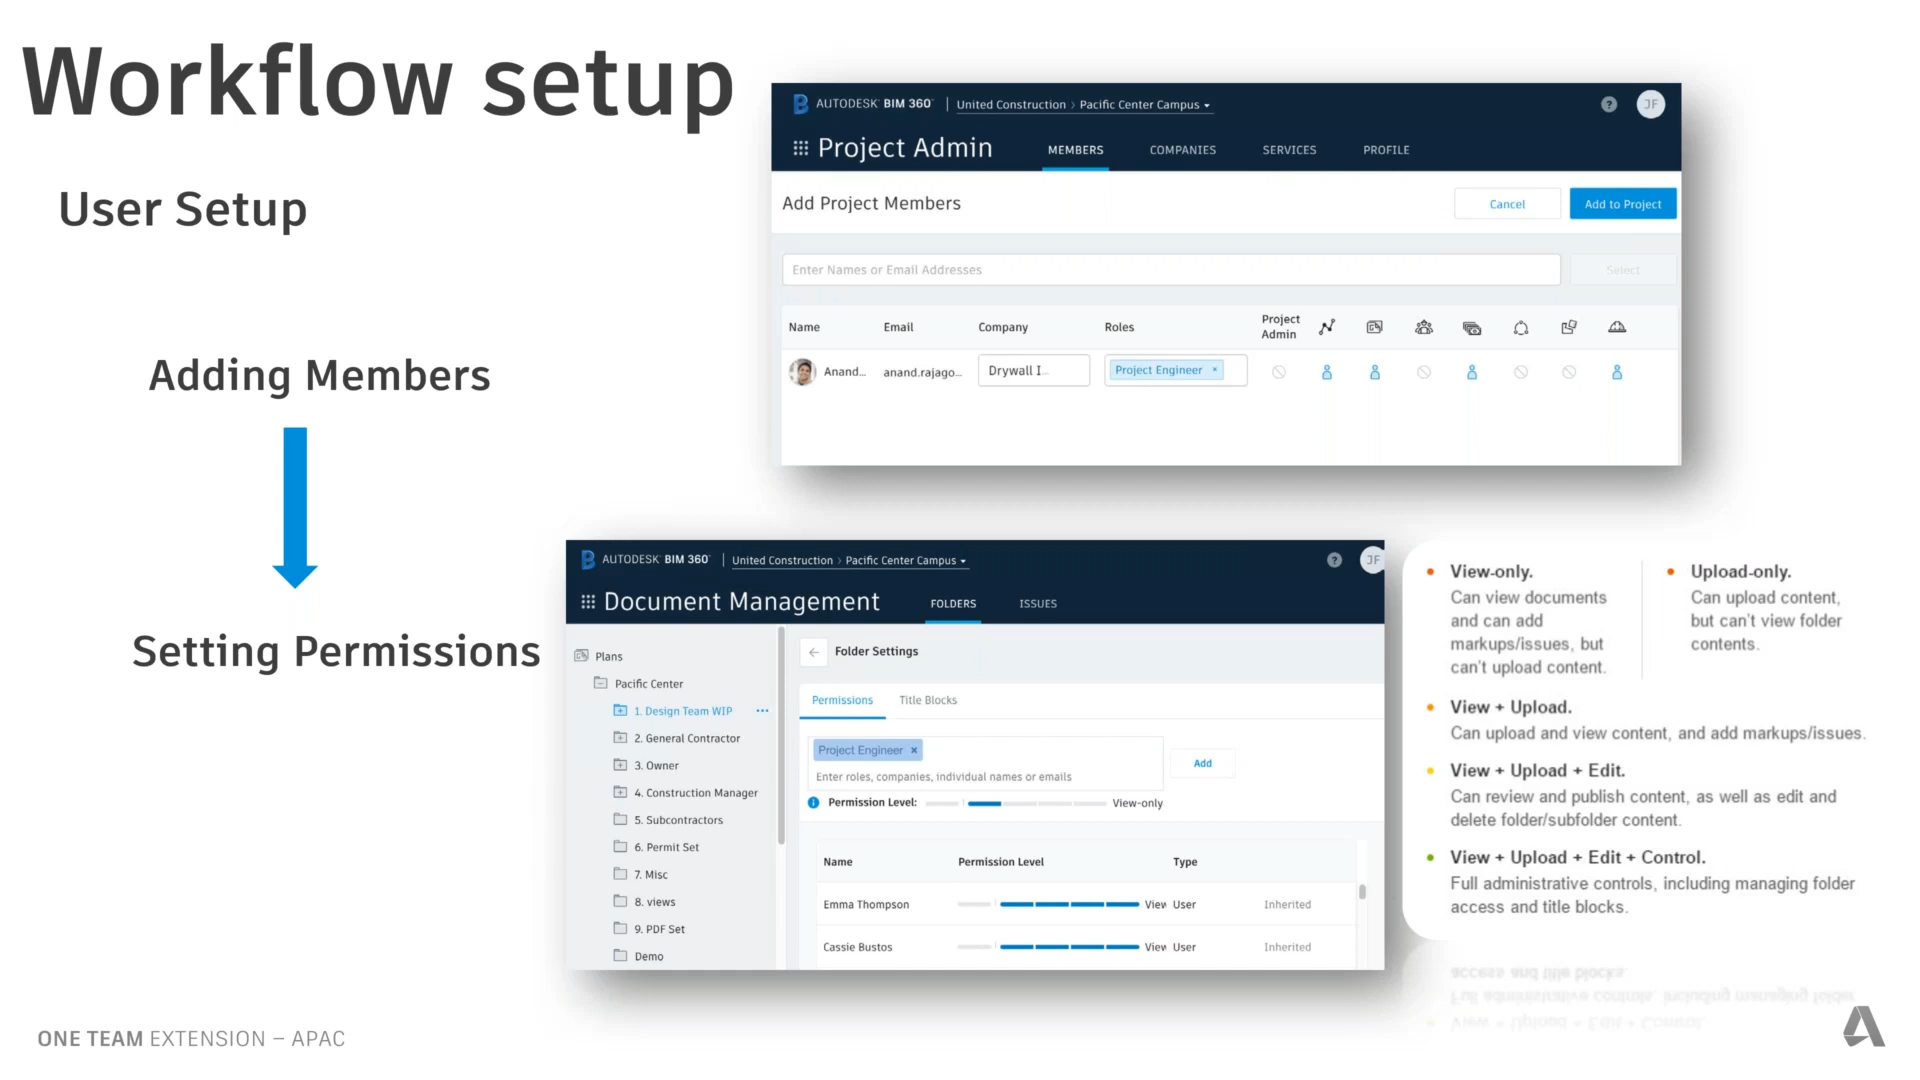 Workflow setup
User Setup
Adding Members
Setting Permissions
AUTODESK® BIM 360™ | United Construction > Pacific Center Campus
? JF
Project Admin MEMBERS COMPANIES SERVICES PROFILE
Add Project Members Cancel Add to Project
Enter Names or Email Addresses Select
Name Email Company Roles Project Admin
Anand... anand.rajago... Drywall I... Project Engineer ×
AUTODESK® BIM 360™ | United Construction > Pacific Center Campus
? JF
Document Management FOLDERS ISSUES
Plans
Pacific Center
1. Design Team WIP ...
2. General Contractor
3. Owner
4. Construction Manager
5. Subcontractors
6. Permit Set
7. Misc
8. views
9. PDF Set
Demo
Folder Settings
Permissions Title Blocks
Project Engineer ×
Enter roles, companies, individual names or emails
Add
Permission Level: View-only
Name Permission Level Type
Emma Thompson View User Inherited
Cassie Bustos View User Inherited
• View-only.
Can view documents
and can add
markups/issues, but
can't upload content.
• Upload-only.
Can upload content,
but can't view folder
contents.
• View + Upload.
Can upload and view content, and add markups/issues.
• View + Upload + Edit.
Can review and publish content, as well as edit and
delete folder/subfolder content.
• View + Upload + Edit + Control.
Full administrative controls, including managing folder
access and title blocks.
ONE TEAM EXTENSION – APAC